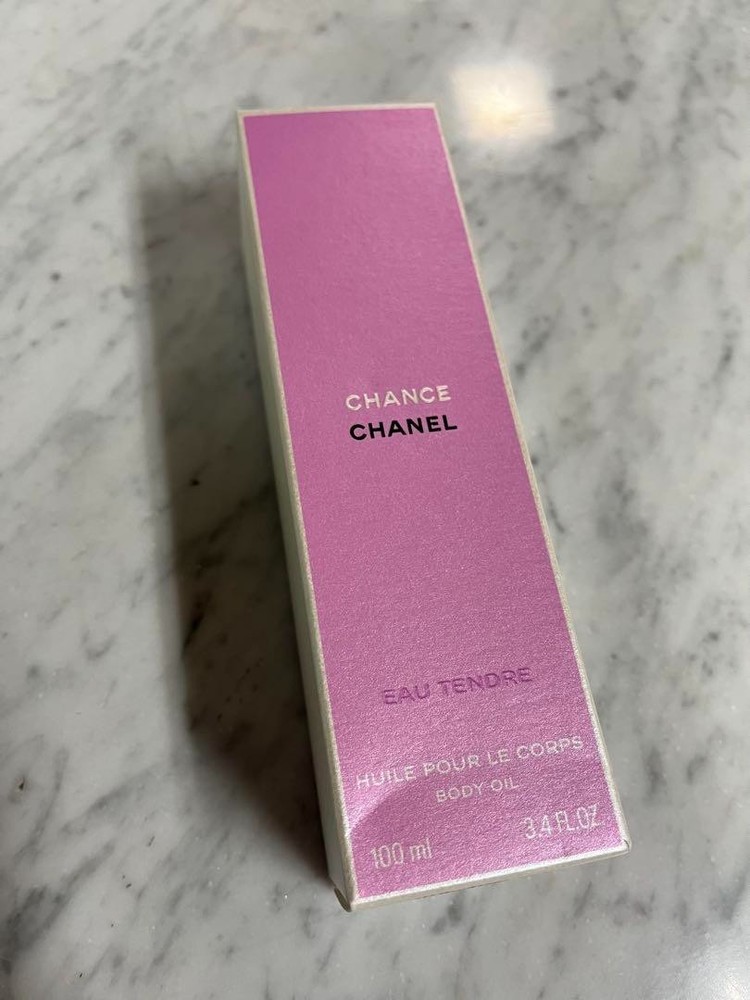 CHANCE
CHANEL
EAU TENDRE
HUILE POUR LE CORPS
BODY OIL
100 ml 3.4 FL.OZ